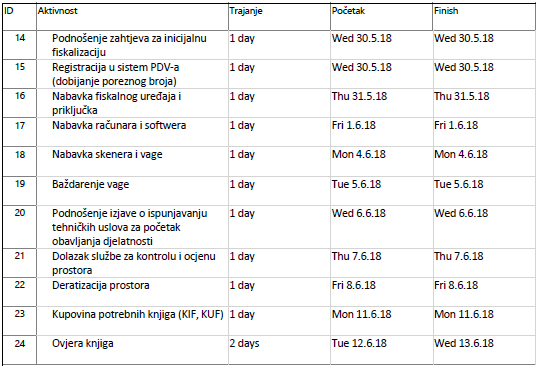 ID Aktivnost Trajanje Početak Finish
14 Podnošenje zahtjeva za inicijalnu 1 day Wed 30.5.18 Wed 30.5.18
fiskalizaciju
15 Registracija u sistem PDV-a 1 day Wed 30.5.18 Wed 30.5.18
(dobijanje poreznog broja)
16 Nabavka fiskalnog uređaja i 1 day Thu 31.5.18 Thu 31.5.18
priključka
17 Nabavka računara i softwera 1 day Fri 1.6.18 Fri 1.6.18
18 Nabavka skenera i vage 1 day Mon 4.6.18 Mon 4.6.18
19 Baždarenje vage 1 day Tue 5.6.18 Tue 5.6.18
20 Podnošenje izjave o ispunjavanju 1 day Wed 6.6.18 Wed 6.6.18
tehničkih uslova za početak
obavljanja djelatnosti
21 Dolazak službe za kontrolu i ocjenu 1 day Thu 7.6.18 Thu 7.6.18
prostora
22 Deratizacija prostora 1 day Fri 8.6.18 Fri 8.6.18
23 Kupovina potrebnih knjiga (KIF, KUF) 1 day Mon 11.6.18 Mon 11.6.18
24 Ovjera knjiga 2 days Tue 12.6.18 Wed 13.6.18